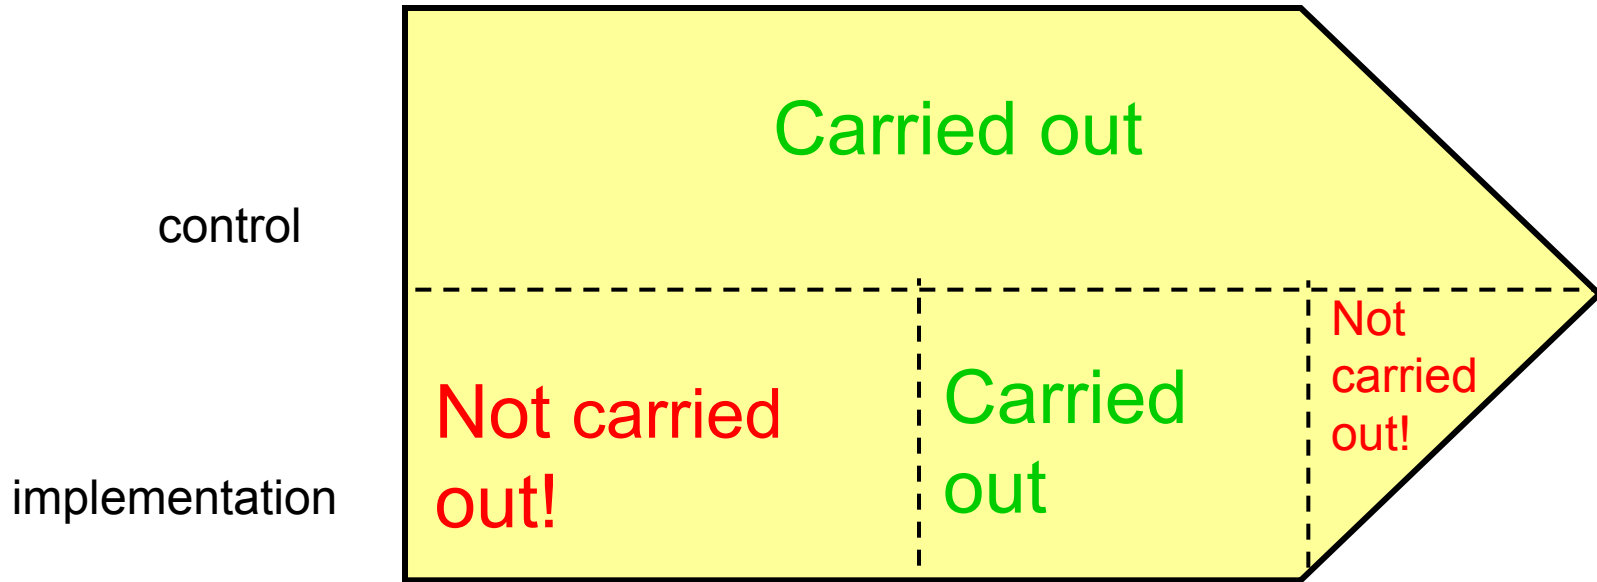 Carried out
control
Not
carried
out!
Not carried
out!
Carried
out
implementation